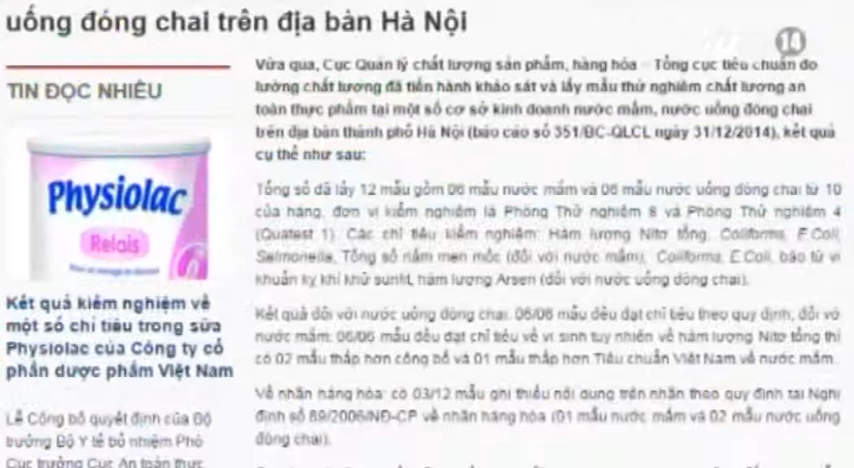 uống đóng chai trên địa bàn Hà Nội
14
TIN ĐỌC NHIỀU
Physiolac
Relais
Kết quả kiểm nghiệm về
một số chỉ tiêu trong sữa
Physiolac của Công ty cổ
phần dược phẩm Việt Nam
Lễ Công bố quyết định của Bộ
trưởng Bộ Y tế bổ nhiệm Phó
Cục trưởng Cục An toàn thực
Vừa qua, Cục Quản lý chất lượng sản phẩm, hàng hóa – Tổng cục tiêu chuẩn đo
lường chất lượng đã tiến hành khảo sát và lấy mẫu thử nghiệm chất lượng an
toàn thực phẩm tại một số cơ sở kinh doanh nước mắm, nước uống đóng chai
trên địa bàn thành phố Hà Nội (báo cáo số 351/BC-QLCL ngày 31/12/2014), kết quả
cụ thể như sau:
Tổng số đã lấy 12 mẫu gồm 06 mẫu nước mắm và 06 mẫu nước uống đóng chai từ 10
cửa hàng, đơn vị kiểm nghiệm là Phòng Thử nghiệm 8 và Phòng Thử nghiệm 4
(Quatest 1). Các chỉ tiêu kiểm nghiệm: Hàm lượng Nitơ tổng, Coliforms, E.Coli,
Salmonella, Tổng số nấm men mốc (đối với nước mắm); Coliforms, E.Coli, bào tử vi
khuẩn kỵ khí khử sunfit, hàm lượng Arsen (đối với nước uống đóng chai).
Kết quả đối với nước uống đóng chai: 06/06 mẫu đều đạt chỉ tiêu theo quy định, đối vớ
nước mắm: 06/06 mẫu đều đạt chỉ tiêu về vi sinh tuy nhiên về hàm lượng Nitơ tổng thì
có 02 mẫu thấp hơn công bố và 01 mẫu thấp hơn Tiêu chuẩn Việt Nam về nước mắm.
Về nhãn hàng hóa: có 03/12 mẫu ghi thiếu nội dung trên nhãn theo quy định tại Nghị
định số 89/2006/NĐ-CP về nhãn hàng hóa (01 mẫu nước mắm và 02 mẫu nước uống
đóng chai).